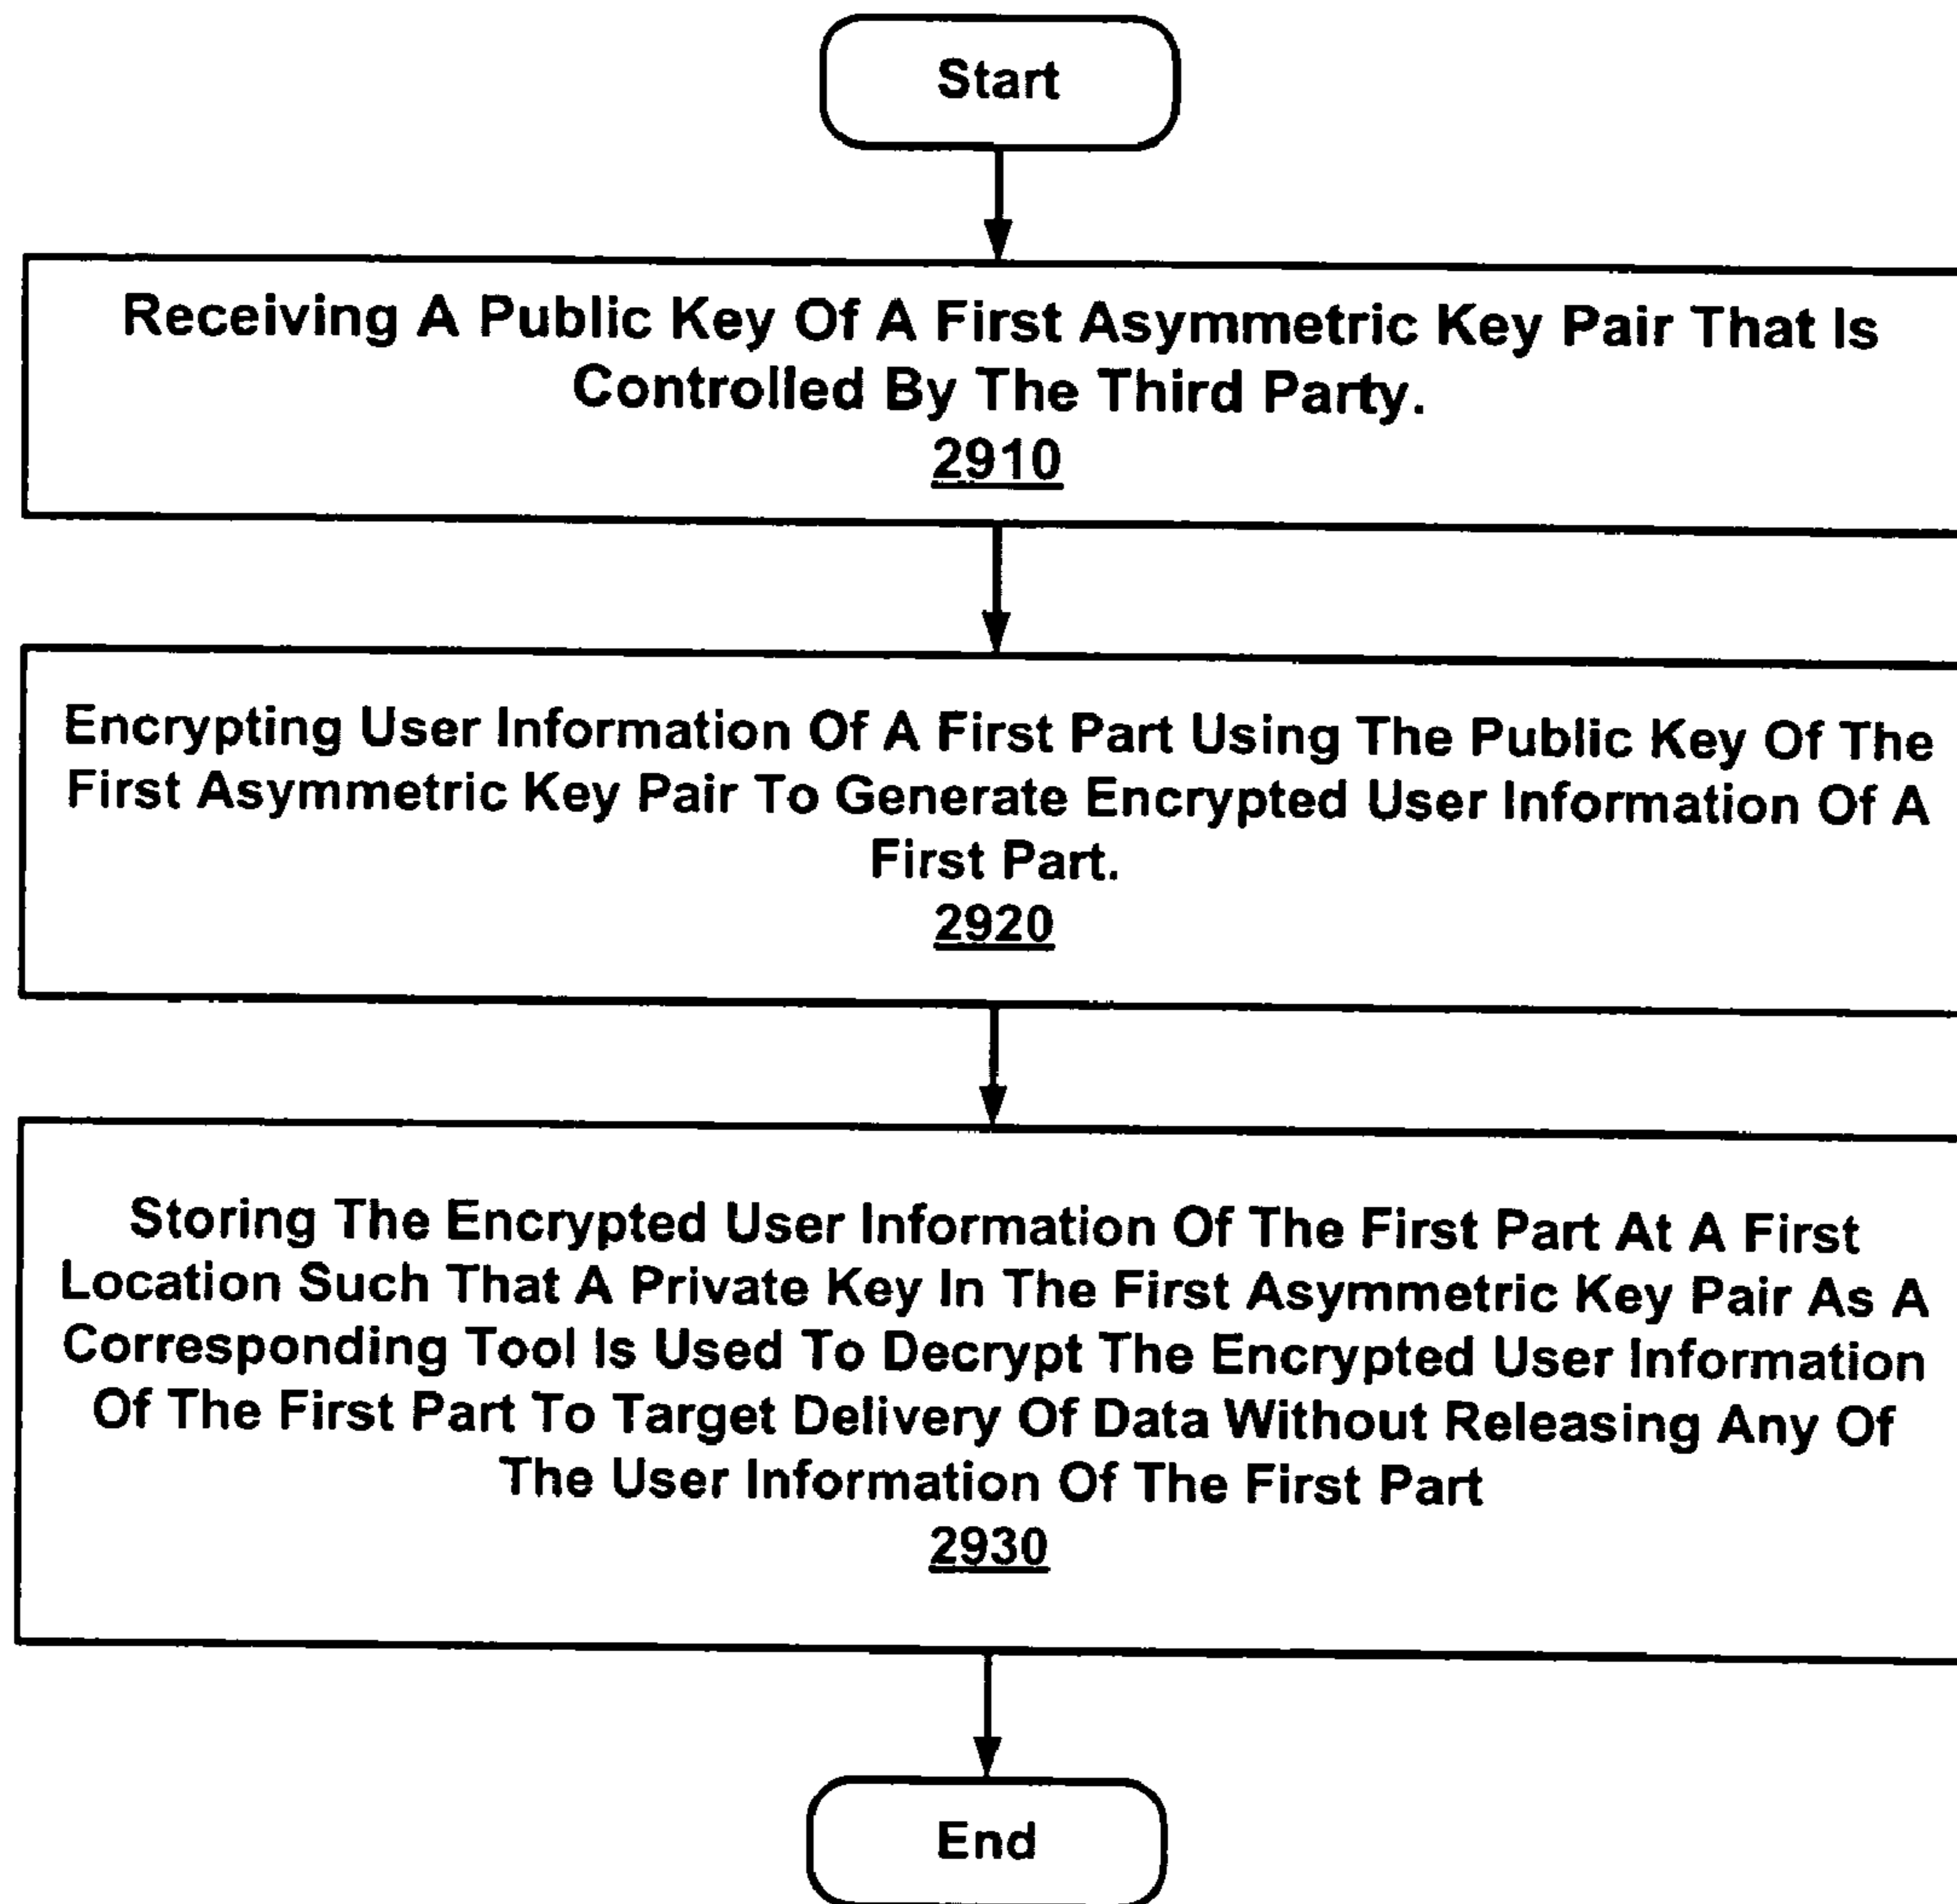 Start
Receiving A Public Key Of A First Asymmetric Key Pair That Is
Controlled By The Third Party.
2910
Encrypting User Information Of A First Part Using The Public Key Of The
First Asymmetric Key Pair To Generate Encrypted User Information Of A
First Part.
2920
Storing The Encrypted User Information Of The First Part At A First
Location Such That A Private Key In The First Asymmetric Key Pair As A
Corresponding Tool Is Used To Decrypt The Encrypted User Information
Of The First Part To Target Delivery Of Data Without Releasing Any Of
The User Information Of The First Part
2930
End